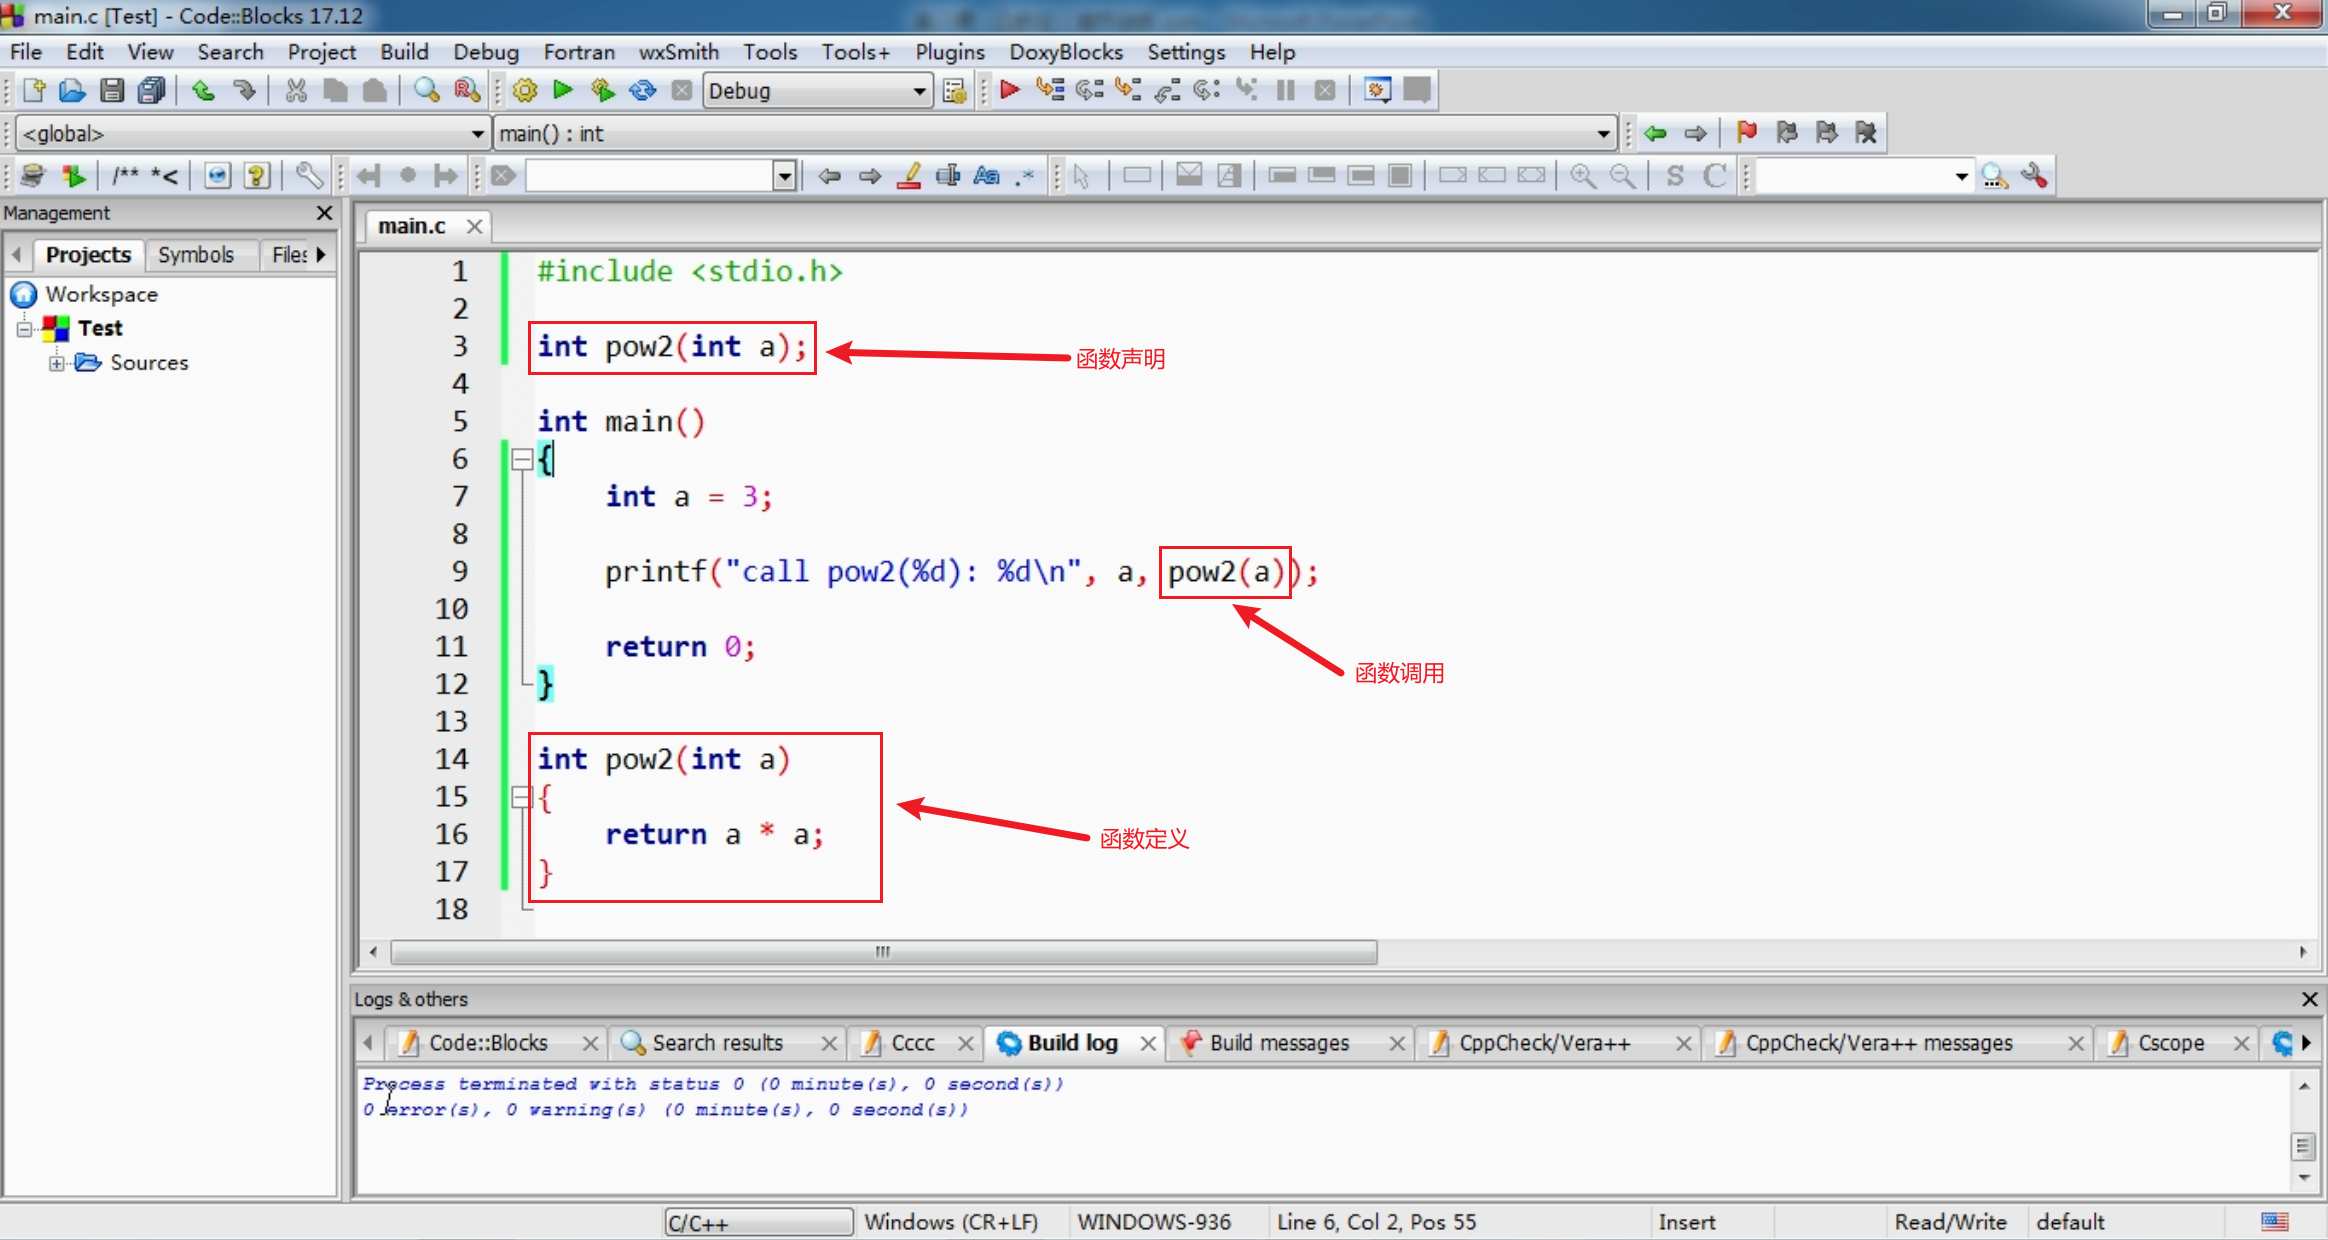 main.c [Test] - Code::Blocks 17.12
File Edit View Search Project Build Debug Fortran wxSmith Tools Tools+ Plugins DoxyBlocks Settings Help
Debug
<global> main() : int
/** *<
S C
Management
Projects Symbols Files
Workspace
Test
Sources
main.c
1 #include <stdio.h>
2
3 int pow2(int a);
函数声明
4
5 int main()
6 {
7 int a = 3;
8
9 printf("call pow2(%d): %d\n", a, pow2(a));
10
11 return 0;
函数调用
12 }
13
14 int pow2(int a)
15 {
16 return a * a;
函数定义
17 }
18
Logs & others
Code::Blocks Search results Cccc Build log Build messages CppCheck/Vera++ CppCheck/Vera++ messages Cscope
Process terminated with status 0 (0 minute(s), 0 second(s))
0 error(s), 0 warning(s) (0 minute(s), 0 second(s))
C/C++ Windows (CR+LF) WINDOWS-936 Line 6, Col 2, Pos 55 Insert Read/Write default